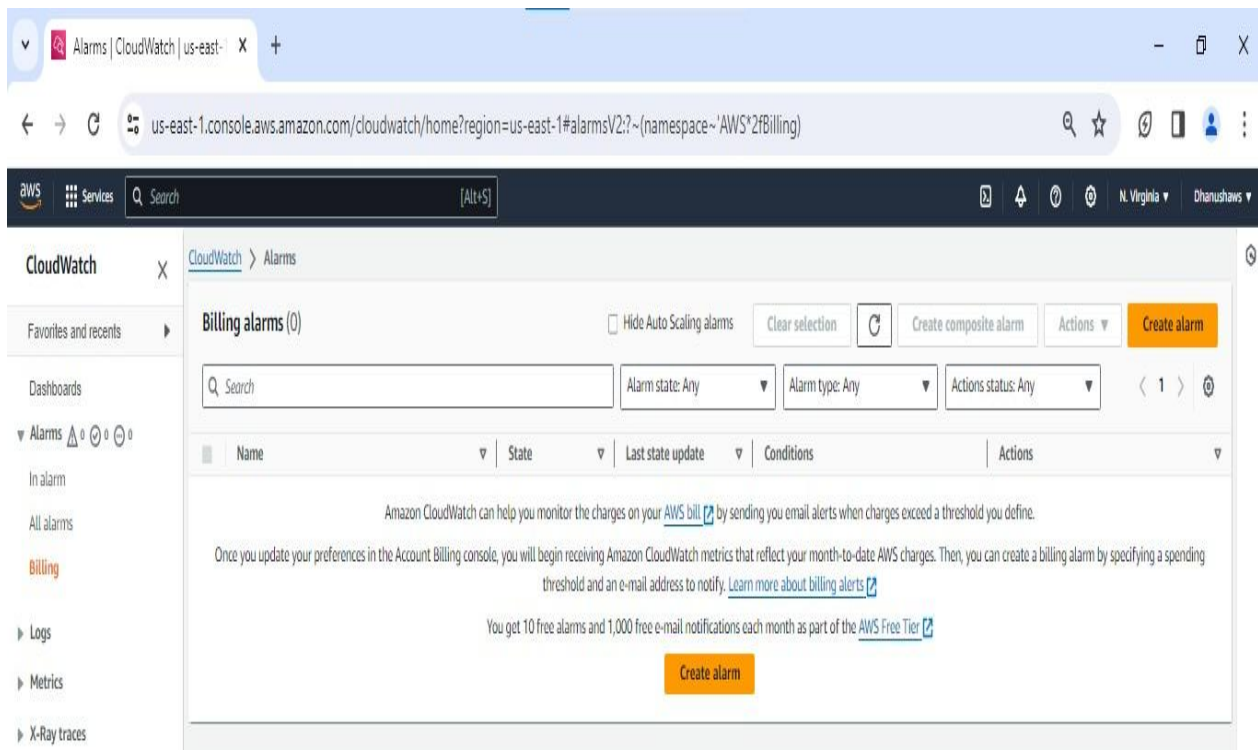 Alarms | CloudWatch | us-east-1
us-east-1.console.aws.amazon.com/cloudwatch/home?region=us-east-1#alarmsV2:?~(namespace~'AWS*2fBilling)
aws
Services
Search
[Alt+S]
N. Virginia
Dhanushaws
CloudWatch
Favorites and recents
Dashboards
Alarms 0 0 0
In alarm
All alarms
Billing
Logs
Metrics
X-Ray traces
CloudWatch > Alarms
Billing alarms (0)
Hide Auto Scaling alarms
Clear selection
Create composite alarm
Actions
Create alarm
Search
Alarm state: Any
Alarm type: Any
Actions status: Any
1
Name
State
Last state update
Conditions
Actions
Amazon CloudWatch can help you monitor the charges on your AWS bill by sending you email alerts when charges exceed a threshold you define.
Once you update your preferences in the Account Billing console, you will begin receiving Amazon CloudWatch metrics that reflect your month-to-date AWS charges. Then, you can create a billing alarm by specifying a spending
threshold and an e-mail address to notify. Learn more about billing alerts
You get 10 free alarms and 1,000 free e-mail notifications each month as part of the AWS Free Tier
Create alarm